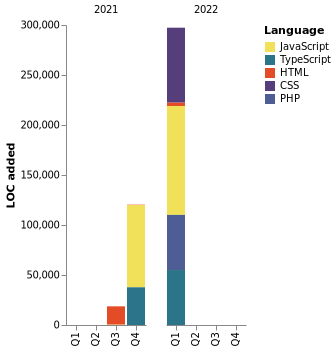 2021 2022
Language
JavaScript
TypeScript
HTML
CSS
PHP
LOC added
300,000
250,000
200,000
150,000
100,000
50,000
0
Q1 Q2 Q3 Q4 Q1 Q2 Q3 Q4